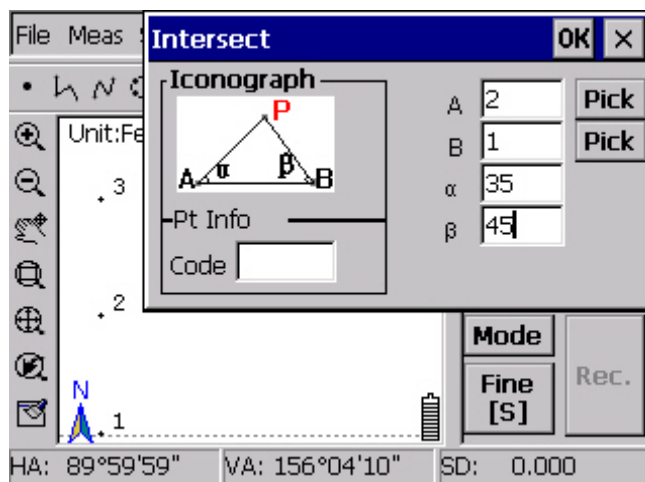 File Meas
Intersect OK ×
Iconograph
P
α β
A B
A 2 Pick
B 1 Pick
α 35
β 45
Pt Info
Code
Unit:Fe
3
2
N
1
Mode
Fine
[S]
Rec.
HA: 89°59'59" VA: 156°04'10" SD: 0.000